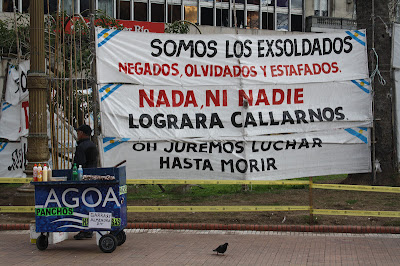 SOMOS LOS EXSOLDADOS
NEGADOS, OLVIDADOS Y ESTAFADOS.
NADA, NI NADIE
LOGRARA CALLARNOS.
OH JUREMOS LUCHAR
HASTA MORIR
AGOA
PANCHOS